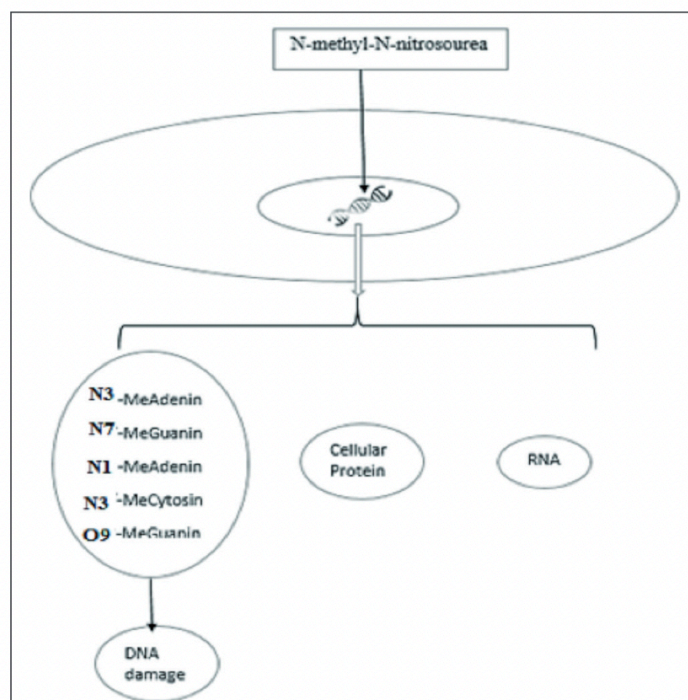 N-methyl-N-nitrosourea
N3-MeAdenin
N7-MeGuanin
N1-MeAdenin
N3-MeCytosin
O9-MeGuanin
Cellular
Protein
RNA
DNA
damage